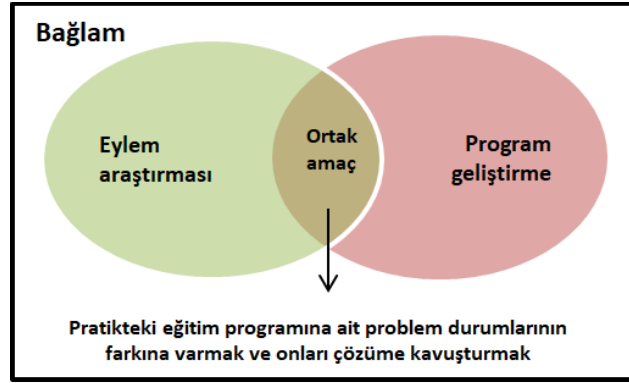 Bağlam
Eylem
araştırması
Ortak
amaç
Program
geliştirme
Pratikteki eğitim programına ait problem durumlarının
farkına varmak ve onları çözüme kavuşturmak